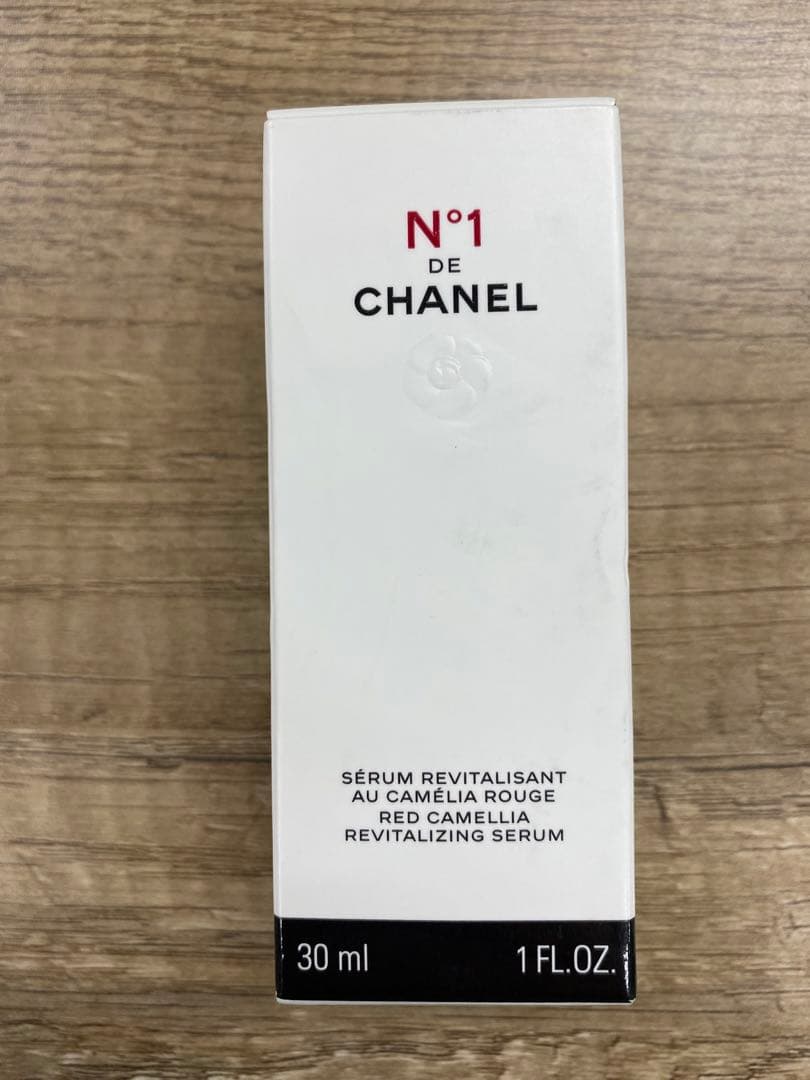 N°1
DE
CHANEL
SÉRUM REVITALISANT
AU CAMÉLIA ROUGE
RED CAMELLIA
REVITALIZING SERUM
30 ml 1 FL.OZ.